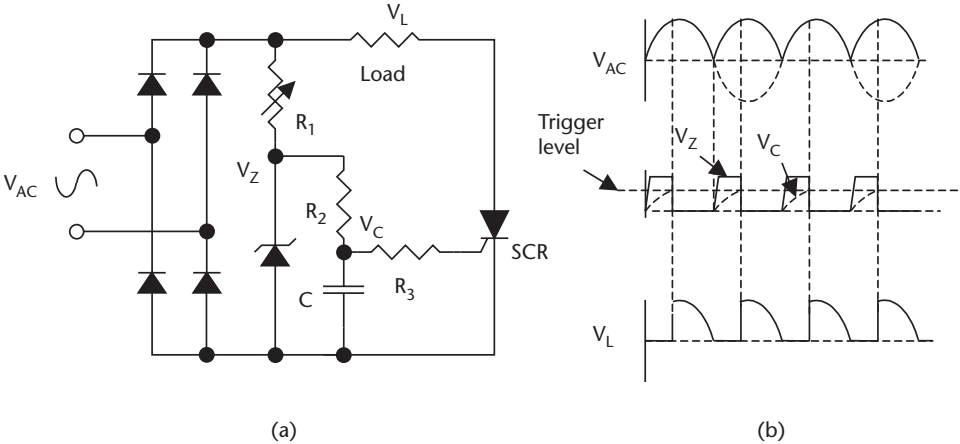 V_L
Load
R_1
V_Z
V_AC
R_2
V_C
R_3
C
SCR
(a)
V_AC
Trigger
level
V_Z
V_C
V_L
(b)